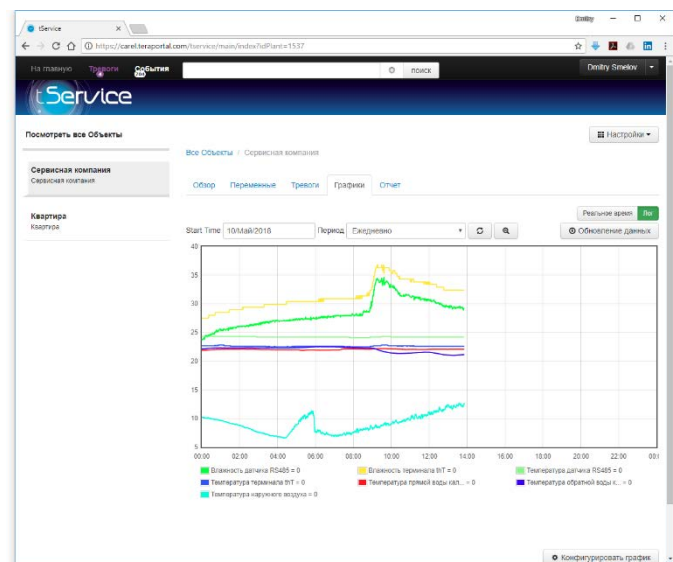 Dmitry
tService
https://carel.teraportal.com/tservice/main/index?idPlant=1537
На главную Тревоги События поиск Dmitry Smelov
tService
Посмотреть все Объекты
Настройки
Все Объекты / Сервисная компания
Сервисная компания
Сервисная компания
Обзор Переменные Тревоги Графики Отчет
Квартира
Квартира
Реальное время Лог
Start Time 10/Май/2018 Период Ежедневно Обновление данных
40
35
30
25
20
15
10
5
00:00 02:00 04:00 06:00 08:00 10:00 12:00 14:00 16:00 18:00 20:00 22:00 00:
Влажность датчика RS485 = 0 Влажность терминала thT = 0 Температура датчика RS485 = 0
Температура терминала thT = 0 Температура прямой воды кал... = 0 Температура обратной воды к... = 0
Температура наружного воздуха = 0
Конфигурировать график